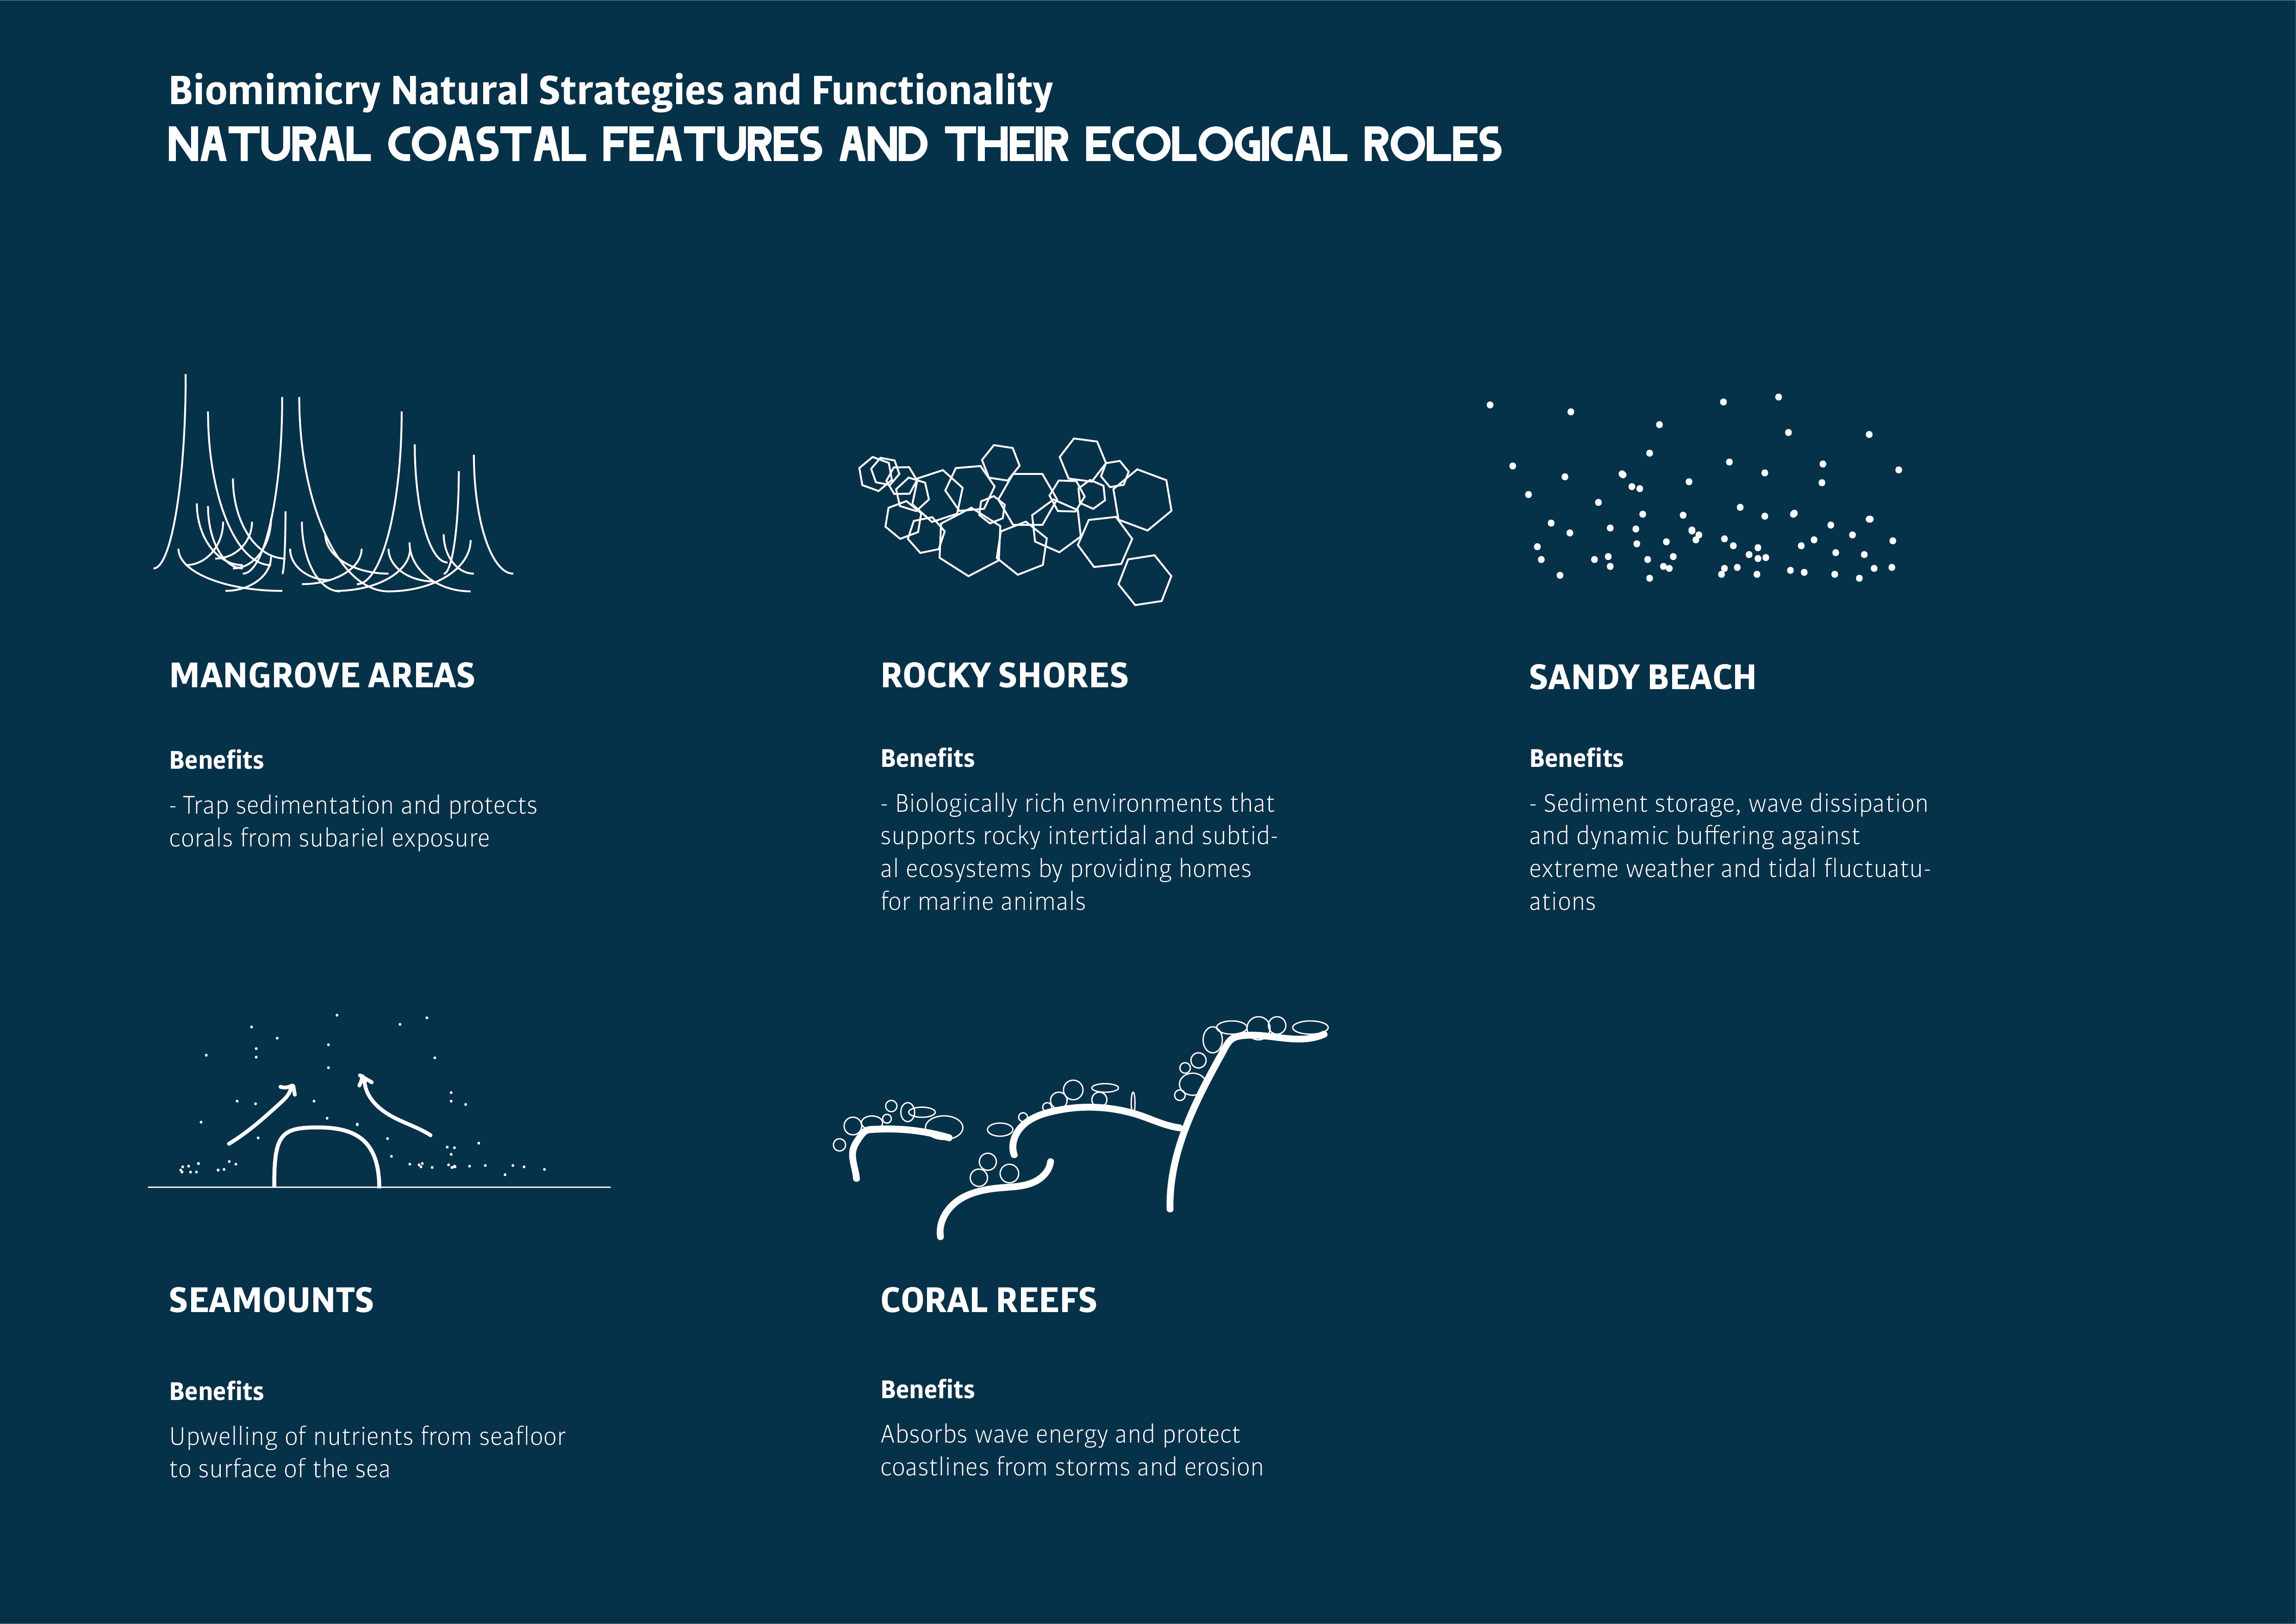 Biomimicry Natural Strategies and Functionality
NATURAL COASTAL FEATURES AND THEIR ECOLOGICAL ROLES
MANGROVE AREAS
Benefits
- Trap sedimentation and protects
corals from subariel exposure
ROCKY SHORES
Benefits
- Biologically rich environments that
supports rocky intertidal and subtid-
al ecosystems by providing homes
for marine animals
SANDY BEACH
Benefits
- Sediment storage, wave dissipation
and dynamic buffering against
extreme weather and tidal fluctuatu-
ations
SEAMOUNTS
Benefits
Upwelling of nutrients from seafloor
to surface of the sea
CORAL REEFS
Benefits
Absorbs wave energy and protect
coastlines from storms and erosion